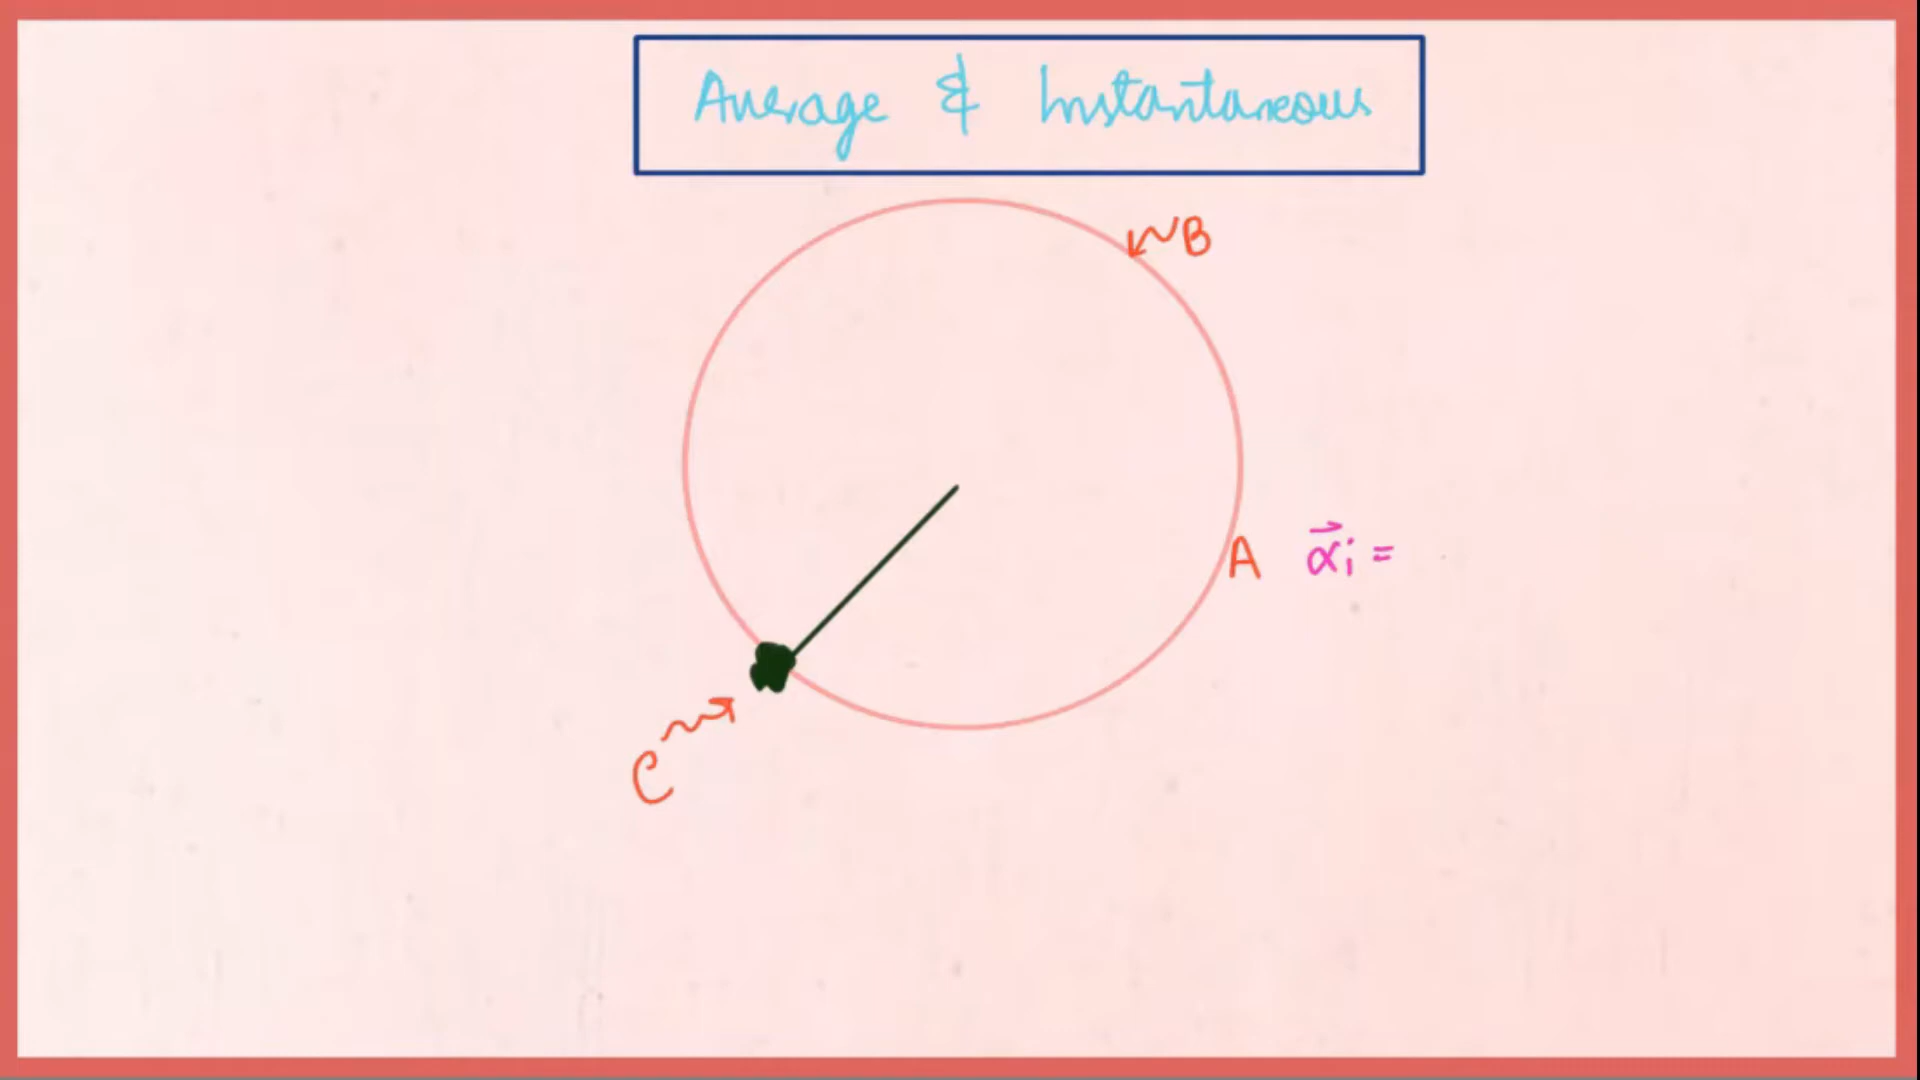 Average & Instantaneous
B
A α⃗i =
C